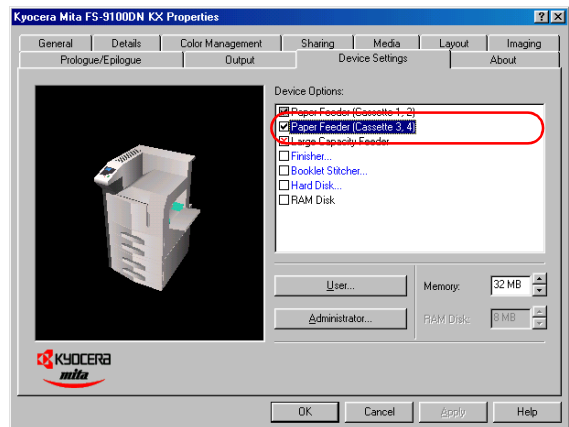 Kyocera Mita FS-9100DN KX Properties
General Details Color Management Sharing Media Layout Imaging
Prologue/Epilogue Output Device Settings About
Device Options:
Paper Feeder (Cassette 1, 2)
Paper Feeder (Cassette 3, 4)
Large Capacity Feeder
Finisher...
Booklet Stitcher...
Hard Disk...
RAM Disk
User... Memory: 32 MB
Administrator... RAM Disk: 8 MB
KYOCERA
mita
OK Cancel Apply Help